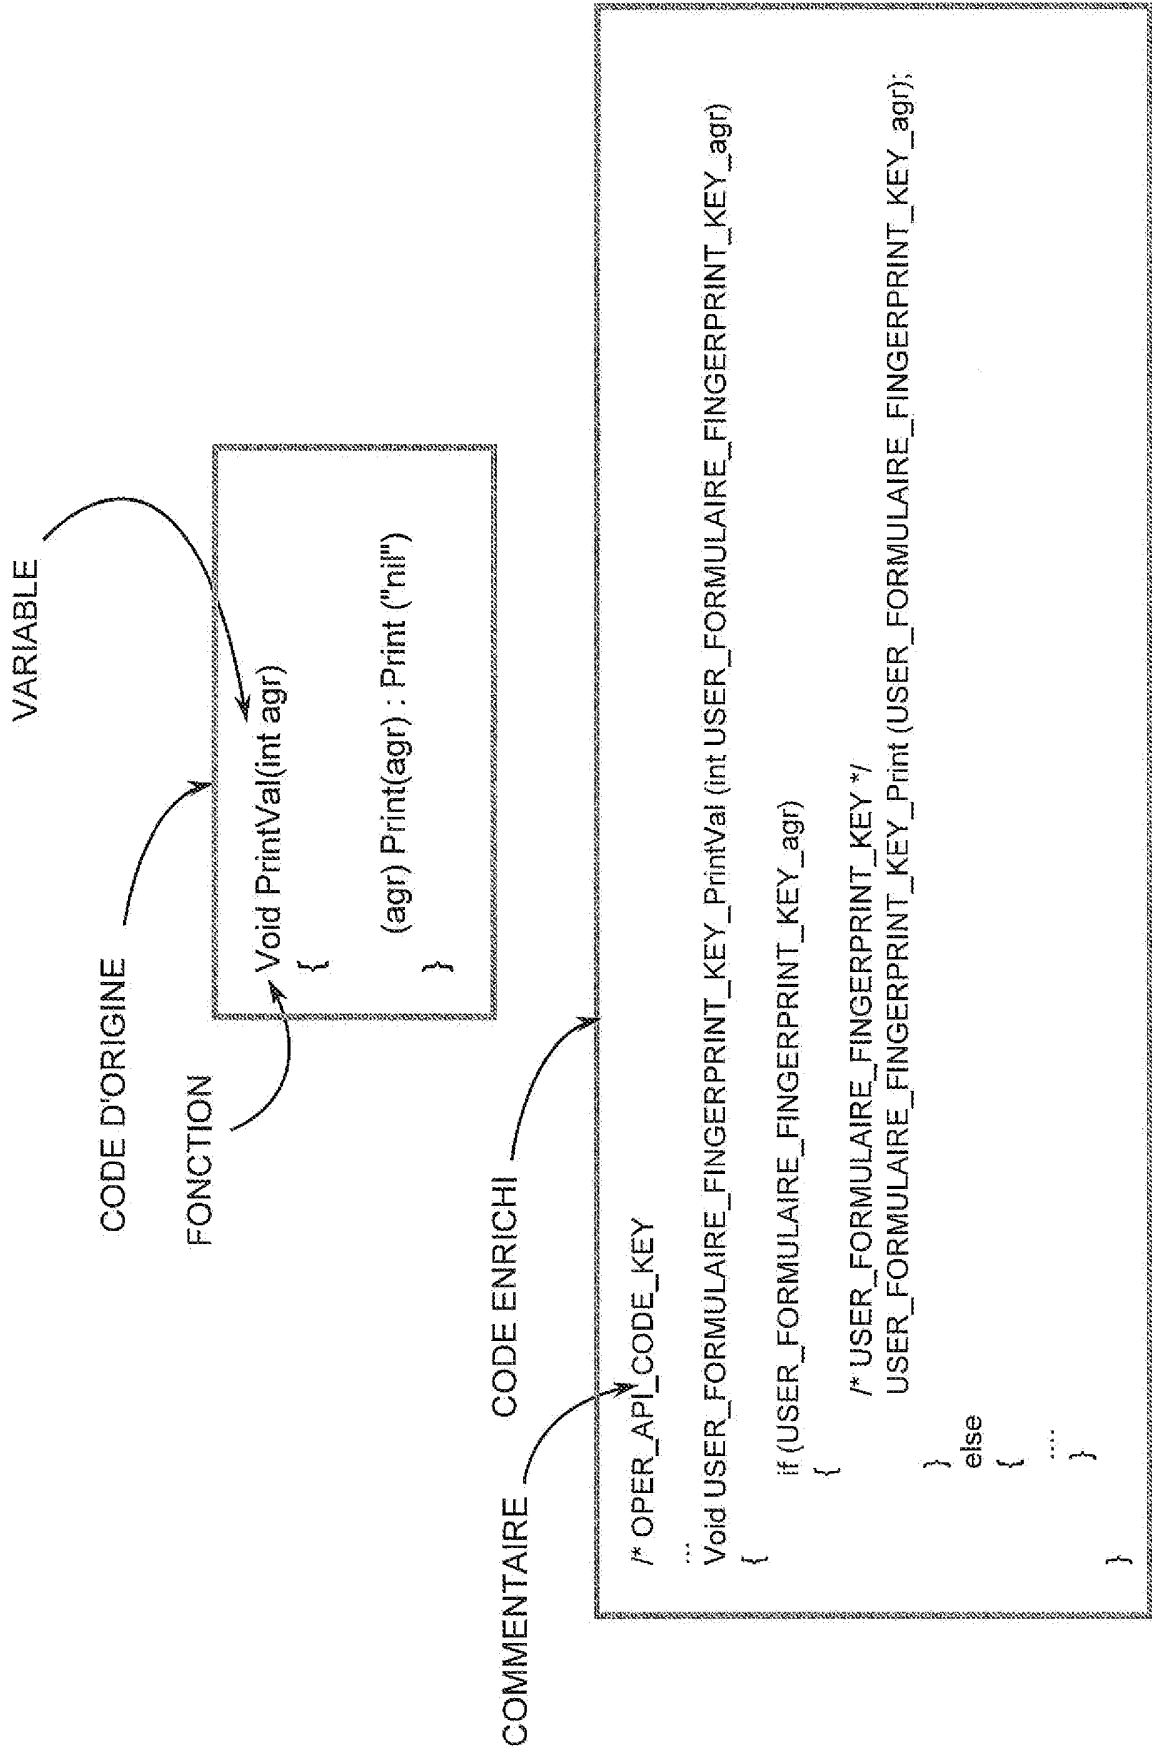 VARIABLE
CODE D'ORIGINE
FONCTION
Void PrintVal(int agr)
{
(agr) Print(agr) : Print ("nil")
}
CODE ENRICHI
COMMENTAIRE
/* OPER_API_CODE_KEY
...
Void USER_FORMULAIRE_FINGERPRINT_KEY_PrintVal (int USER_FORMULAIRE_FINGERPRINT_KEY_agr)
{
if (USER_FORMULAIRE_FINGERPRINT_KEY_agr)
{
/* USER_FORMULAIRE_FINGERPRINT_KEY */
USER_FORMULAIRE_FINGERPRINT_KEY_Print (USER_FORMULAIRE_FINGERPRINT_KEY_agr);
}
else
{
....
}
}